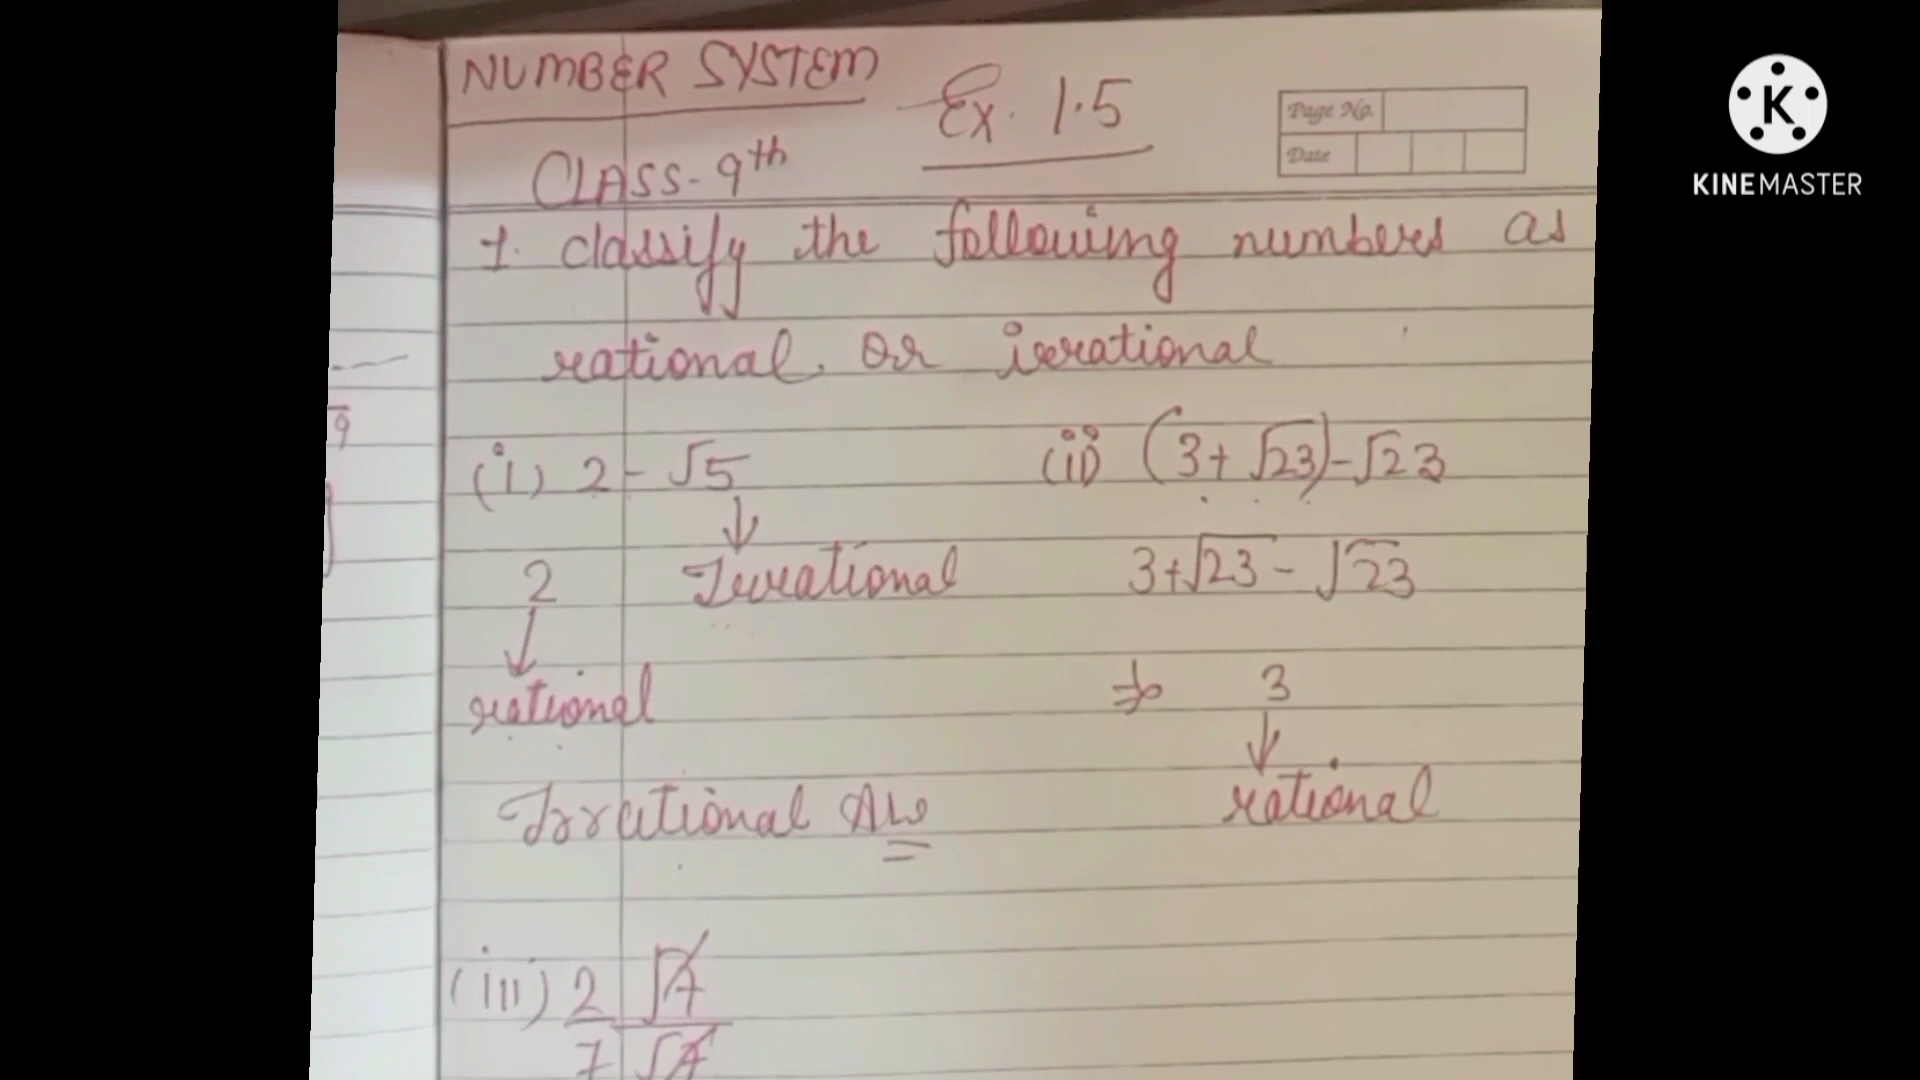 NUMBER SYSTEM
Ex. 1.5
Page No.
Date
CLASS-9th
1. classify the following numbers as
rational or irrational
(i) 2 - √5
(ii) (3+√23)-√23
↓
2 Irrational
3+√23 - √23
↓
rational
⇒ 3
↓
rational
Irrational Ans
(iii) 2√7
7√7
9
K
KINEMASTER